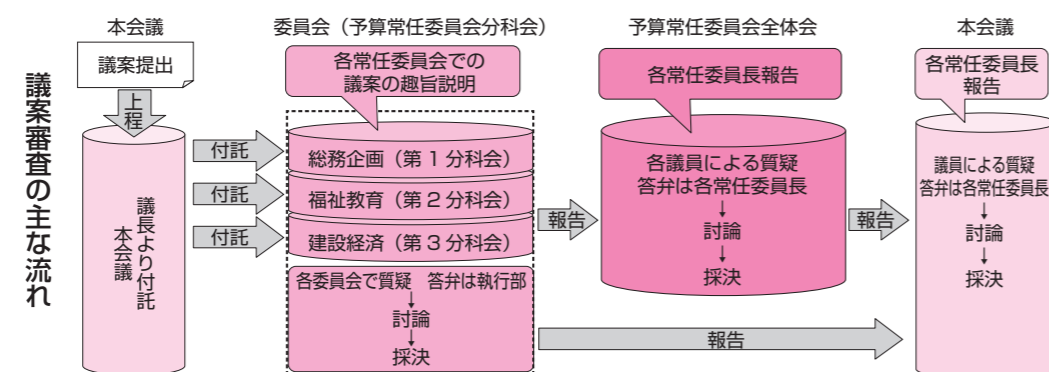 議案審査の主な流れ
本会議
議案提出
上程
議長より付託
本会議
付託
付託
付託
委員会（予算常任委員会分科会）
各常任委員会での
議案の趣旨説明
総務企画（第１分科会）
福祉教育（第２分科会）
建設経済（第３分科会）
各委員会で質疑　答弁は執行部
↓
討論
↓
採決
報告
予算常任委員会全体会
各常任委員長報告
各議員による質疑
答弁は各常任委員長
↓
討論
↓
採決
報告
報告
本会議
各常任委員長
報告
議員による質疑
答弁は各常任委員長
↓
討論
↓
採決